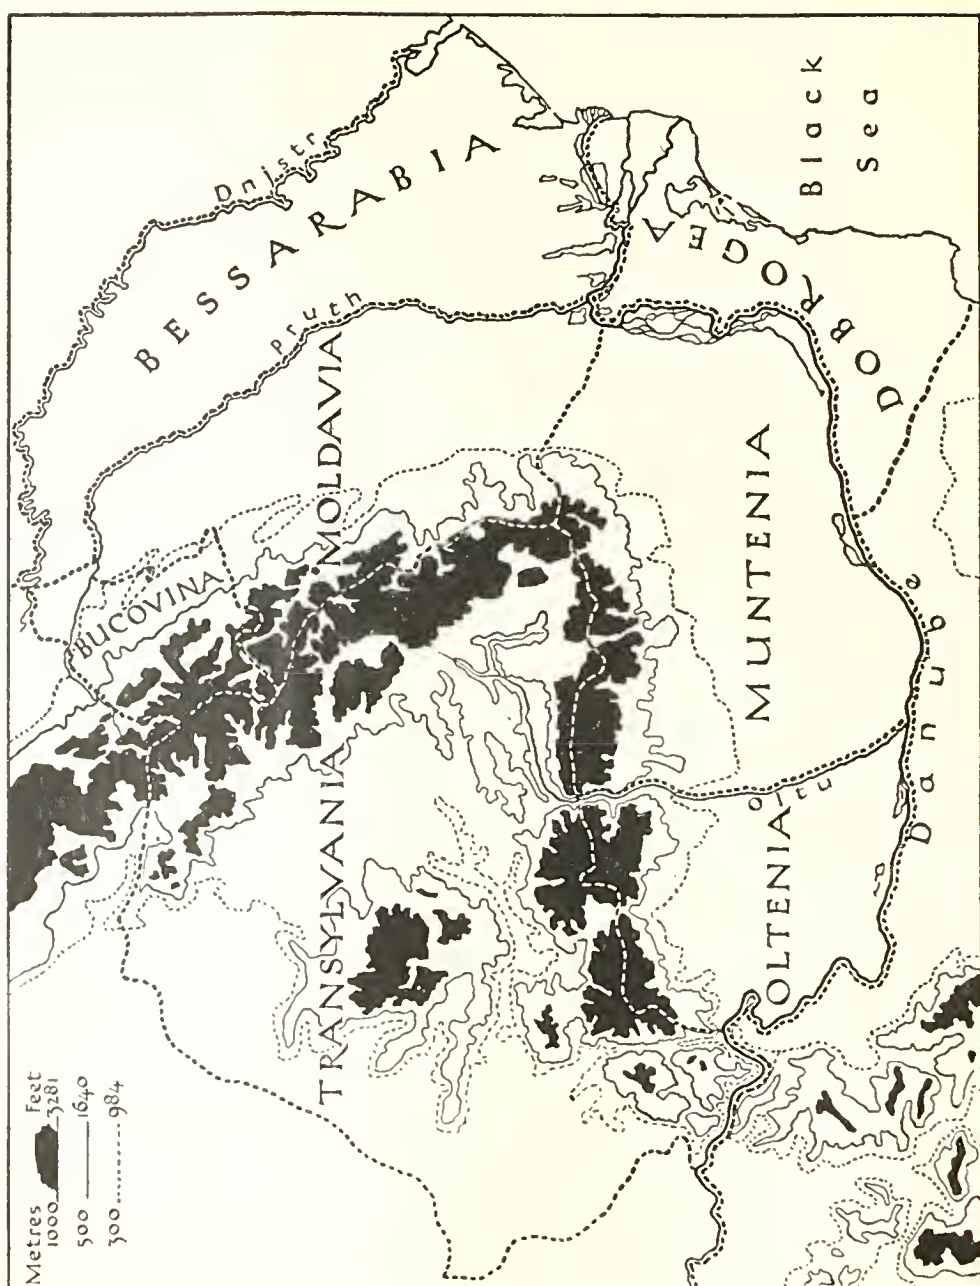 Metres Feet
1000 3281
500 1640
300 984
Dnjstr
BESSARABIA
Pruth
BUCOVINA
MOLDAVIA
TRANSYLVANIA
DOBROGEA
Black
Sea
MUNTENIA
OLTENIA
Oltu
Danube